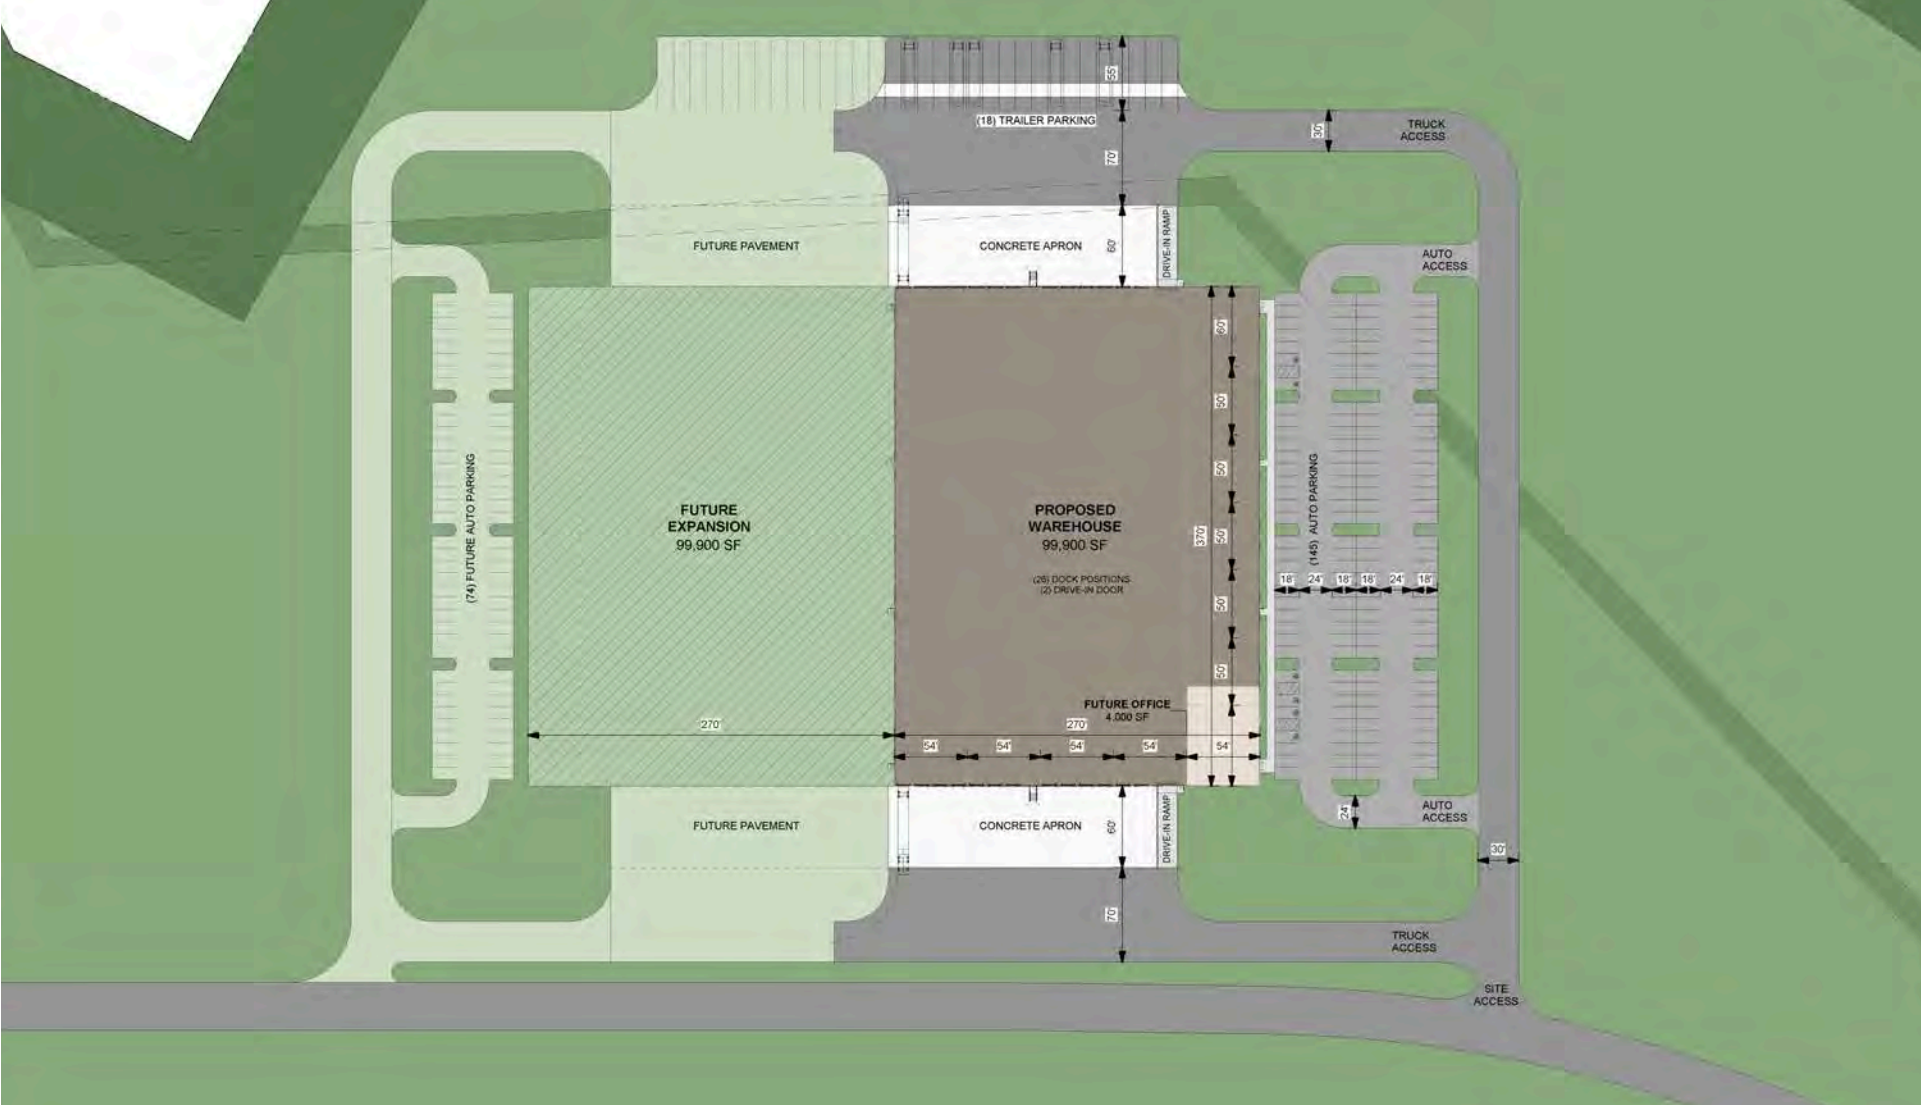 55'
(18) TRAILER PARKING
30'
TRUCK
ACCESS
70'
FUTURE PAVEMENT
CONCRETE APRON
60'
DRIVE-IN RAMP
AUTO
ACCESS
60'
50'
50'
50'
50'
50'
370'
(74) FUTURE AUTO PARKING
FUTURE
EXPANSION
99,900 SF
PROPOSED
WAREHOUSE
99,900 SF
(26) DOCK POSITIONS
(2) DRIVE-IN DOOR
(145) AUTO PARKING
18'
24'
18'
18'
24'
18'
FUTURE OFFICE
4,000 SF
270'
270'
54'
54'
54'
54'
54'
FUTURE PAVEMENT
CONCRETE APRON
60'
DRIVE-IN RAMP
24'
AUTO
ACCESS
30'
70'
TRUCK
ACCESS
SITE
ACCESS